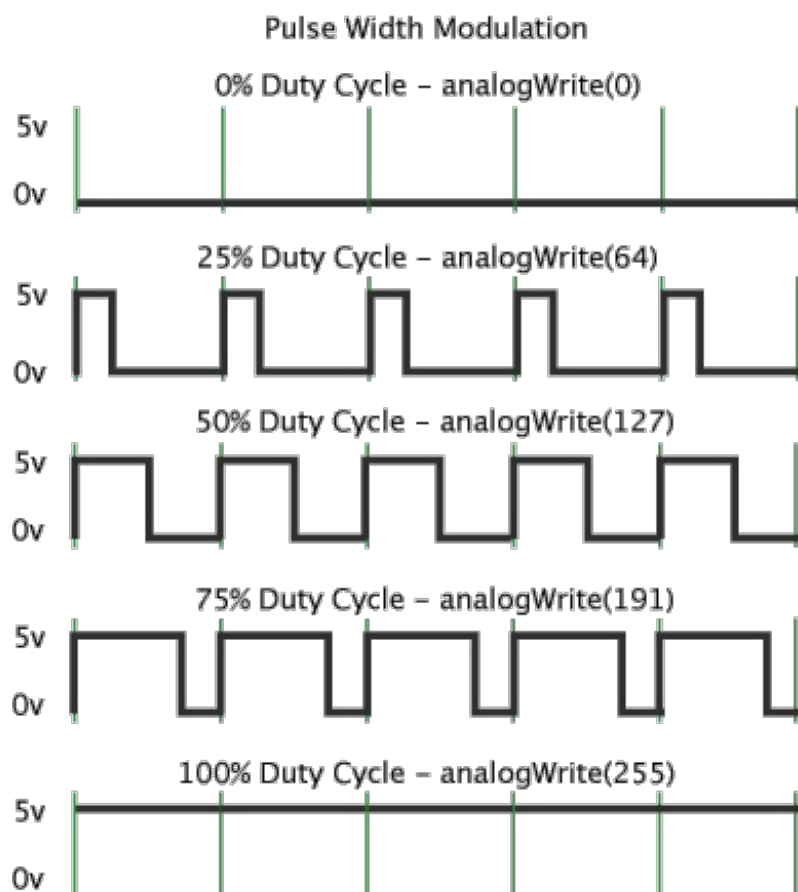 Pulse Width Modulation
0% Duty Cycle – analogWrite(0)
5v
0v
25% Duty Cycle – analogWrite(64)
5v
0v
50% Duty Cycle – analogWrite(127)
5v
0v
75% Duty Cycle – analogWrite(191)
5v
0v
100% Duty Cycle – analogWrite(255)
5v
0v